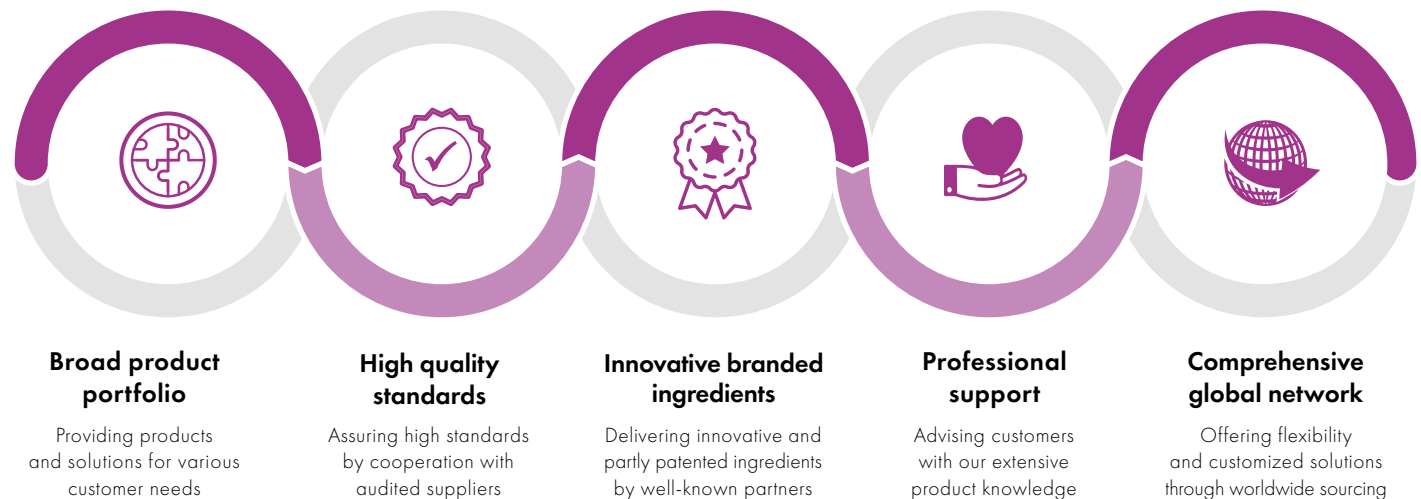 Broad product
portfolio
Providing products
and solutions for various
customer needs
High quality
standards
Assuring high standards
by cooperation with
audited suppliers
Innovative branded
ingredients
Delivering innovative and
partly patented ingredients
by well-known partners
Professional
support
Advising customers
with our extensive
product knowledge
Comprehensive
global network
Offering flexibility
and customized solutions
through worldwide sourcing